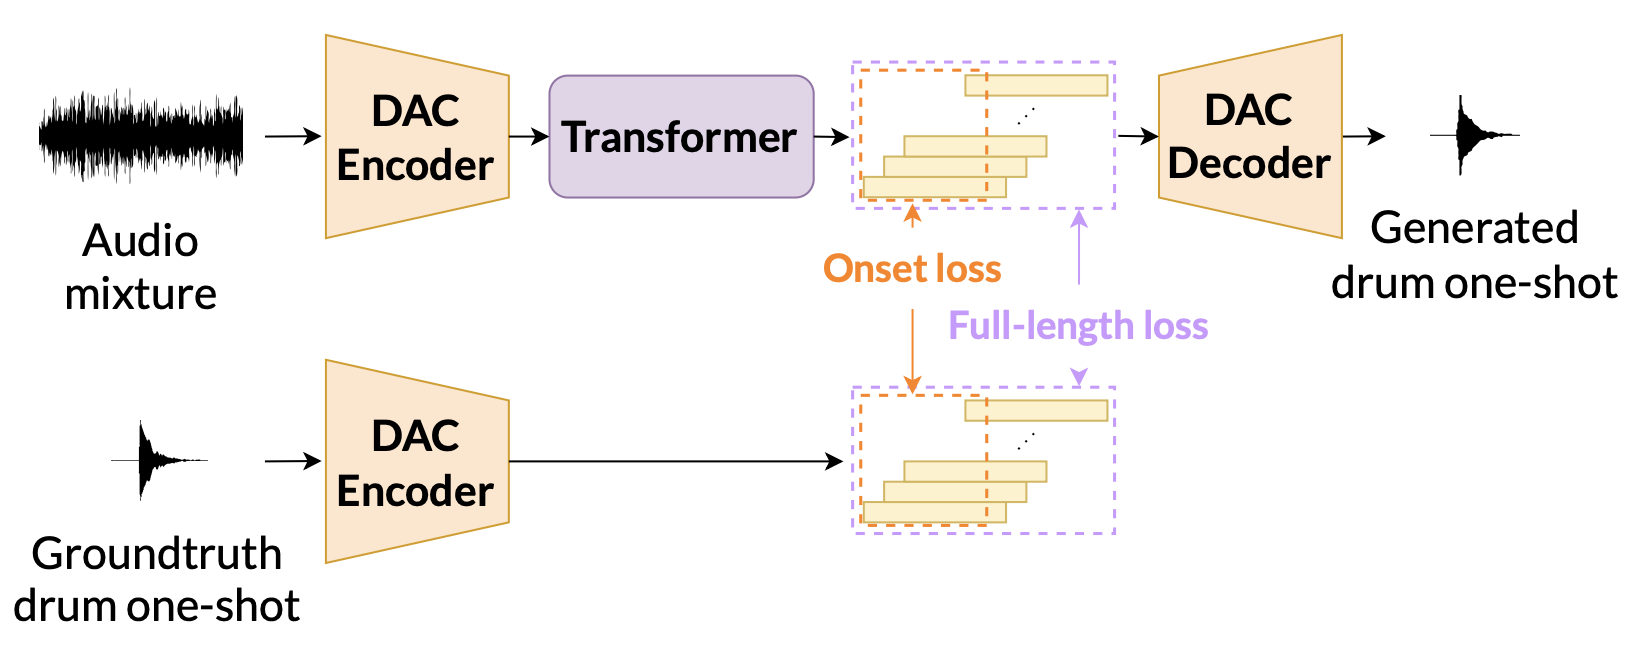 Audio
mixture
DAC
Encoder
Transformer
DAC
Decoder
Generated
drum one-shot
Onset loss
Full-length loss
Groundtruth
drum one-shot
DAC
Encoder